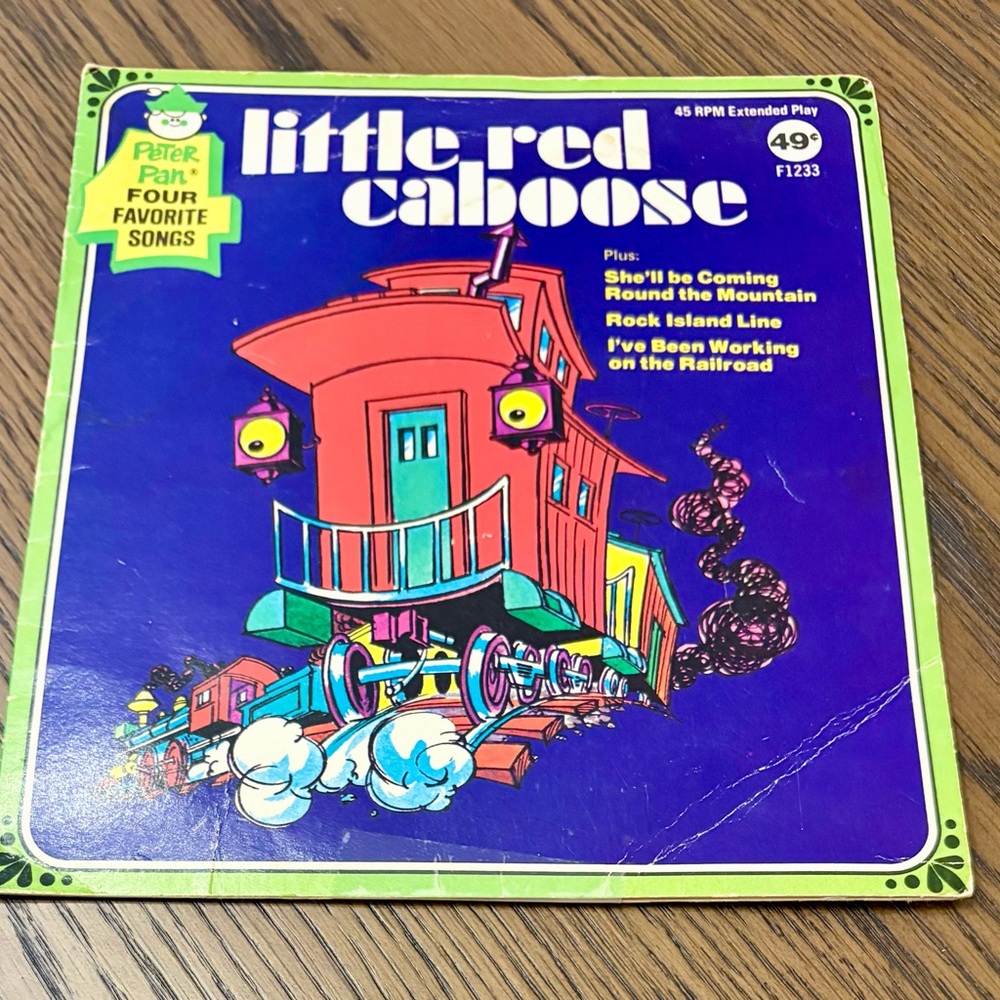 Peter
Pan®
FOUR
FAVORITE
SONGS
little red
caboose
45 RPM Extended Play
49¢
F1233
Plus:
She'll be Coming
Round the Mountain
Rock Island Line
I've Been Working
on the Railroad